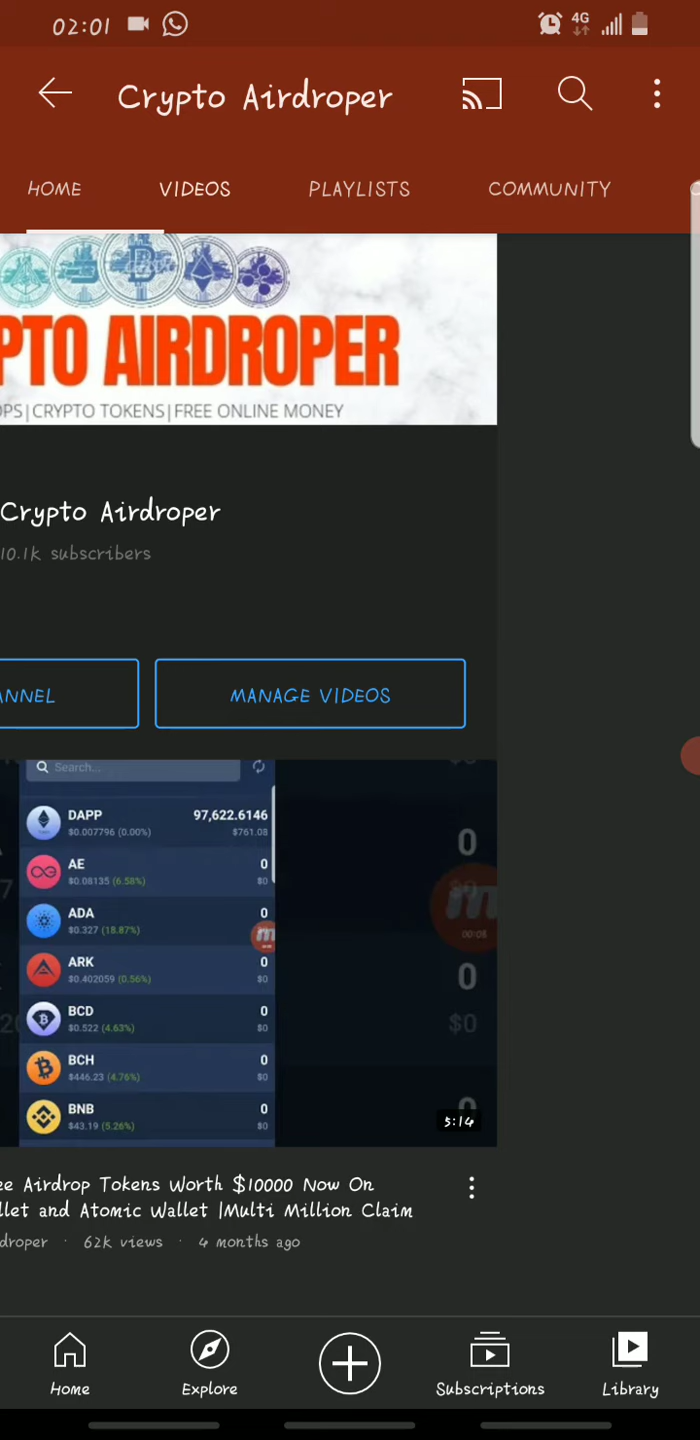 02:01
4G
Crypto Airdroper
HOME VIDEOS PLAYLISTS COMMUNITY
PTO AIRDROPER
OPS|CRYPTO TOKENS|FREE ONLINE MONEY
Crypto Airdroper
10.1k subscribers
ANNEL
MANAGE VIDEOS
Search...
DAPP 97,622.6146
$0.007796 (0.00%) $761.08
AE 0
$0.08135 (6.58%) $0
ADA 0
$0.327 (18.87%) $0
ARK 0
$0.402059 (0.56%) $0
BCD 0
$0.522 (4.63%) $0
BCH 0
$446.23 (4.76%) $0
BNB 0
$43.19 (5.26%) $0
0
$0
m
00:05
0
$0
0
5:14
ee Airdrop Tokens Worth $10000 Now On
llet and Atomic Wallet |Multi Million Claim
droper · 62k views · 4 months ago
Home Explore Subscriptions Library